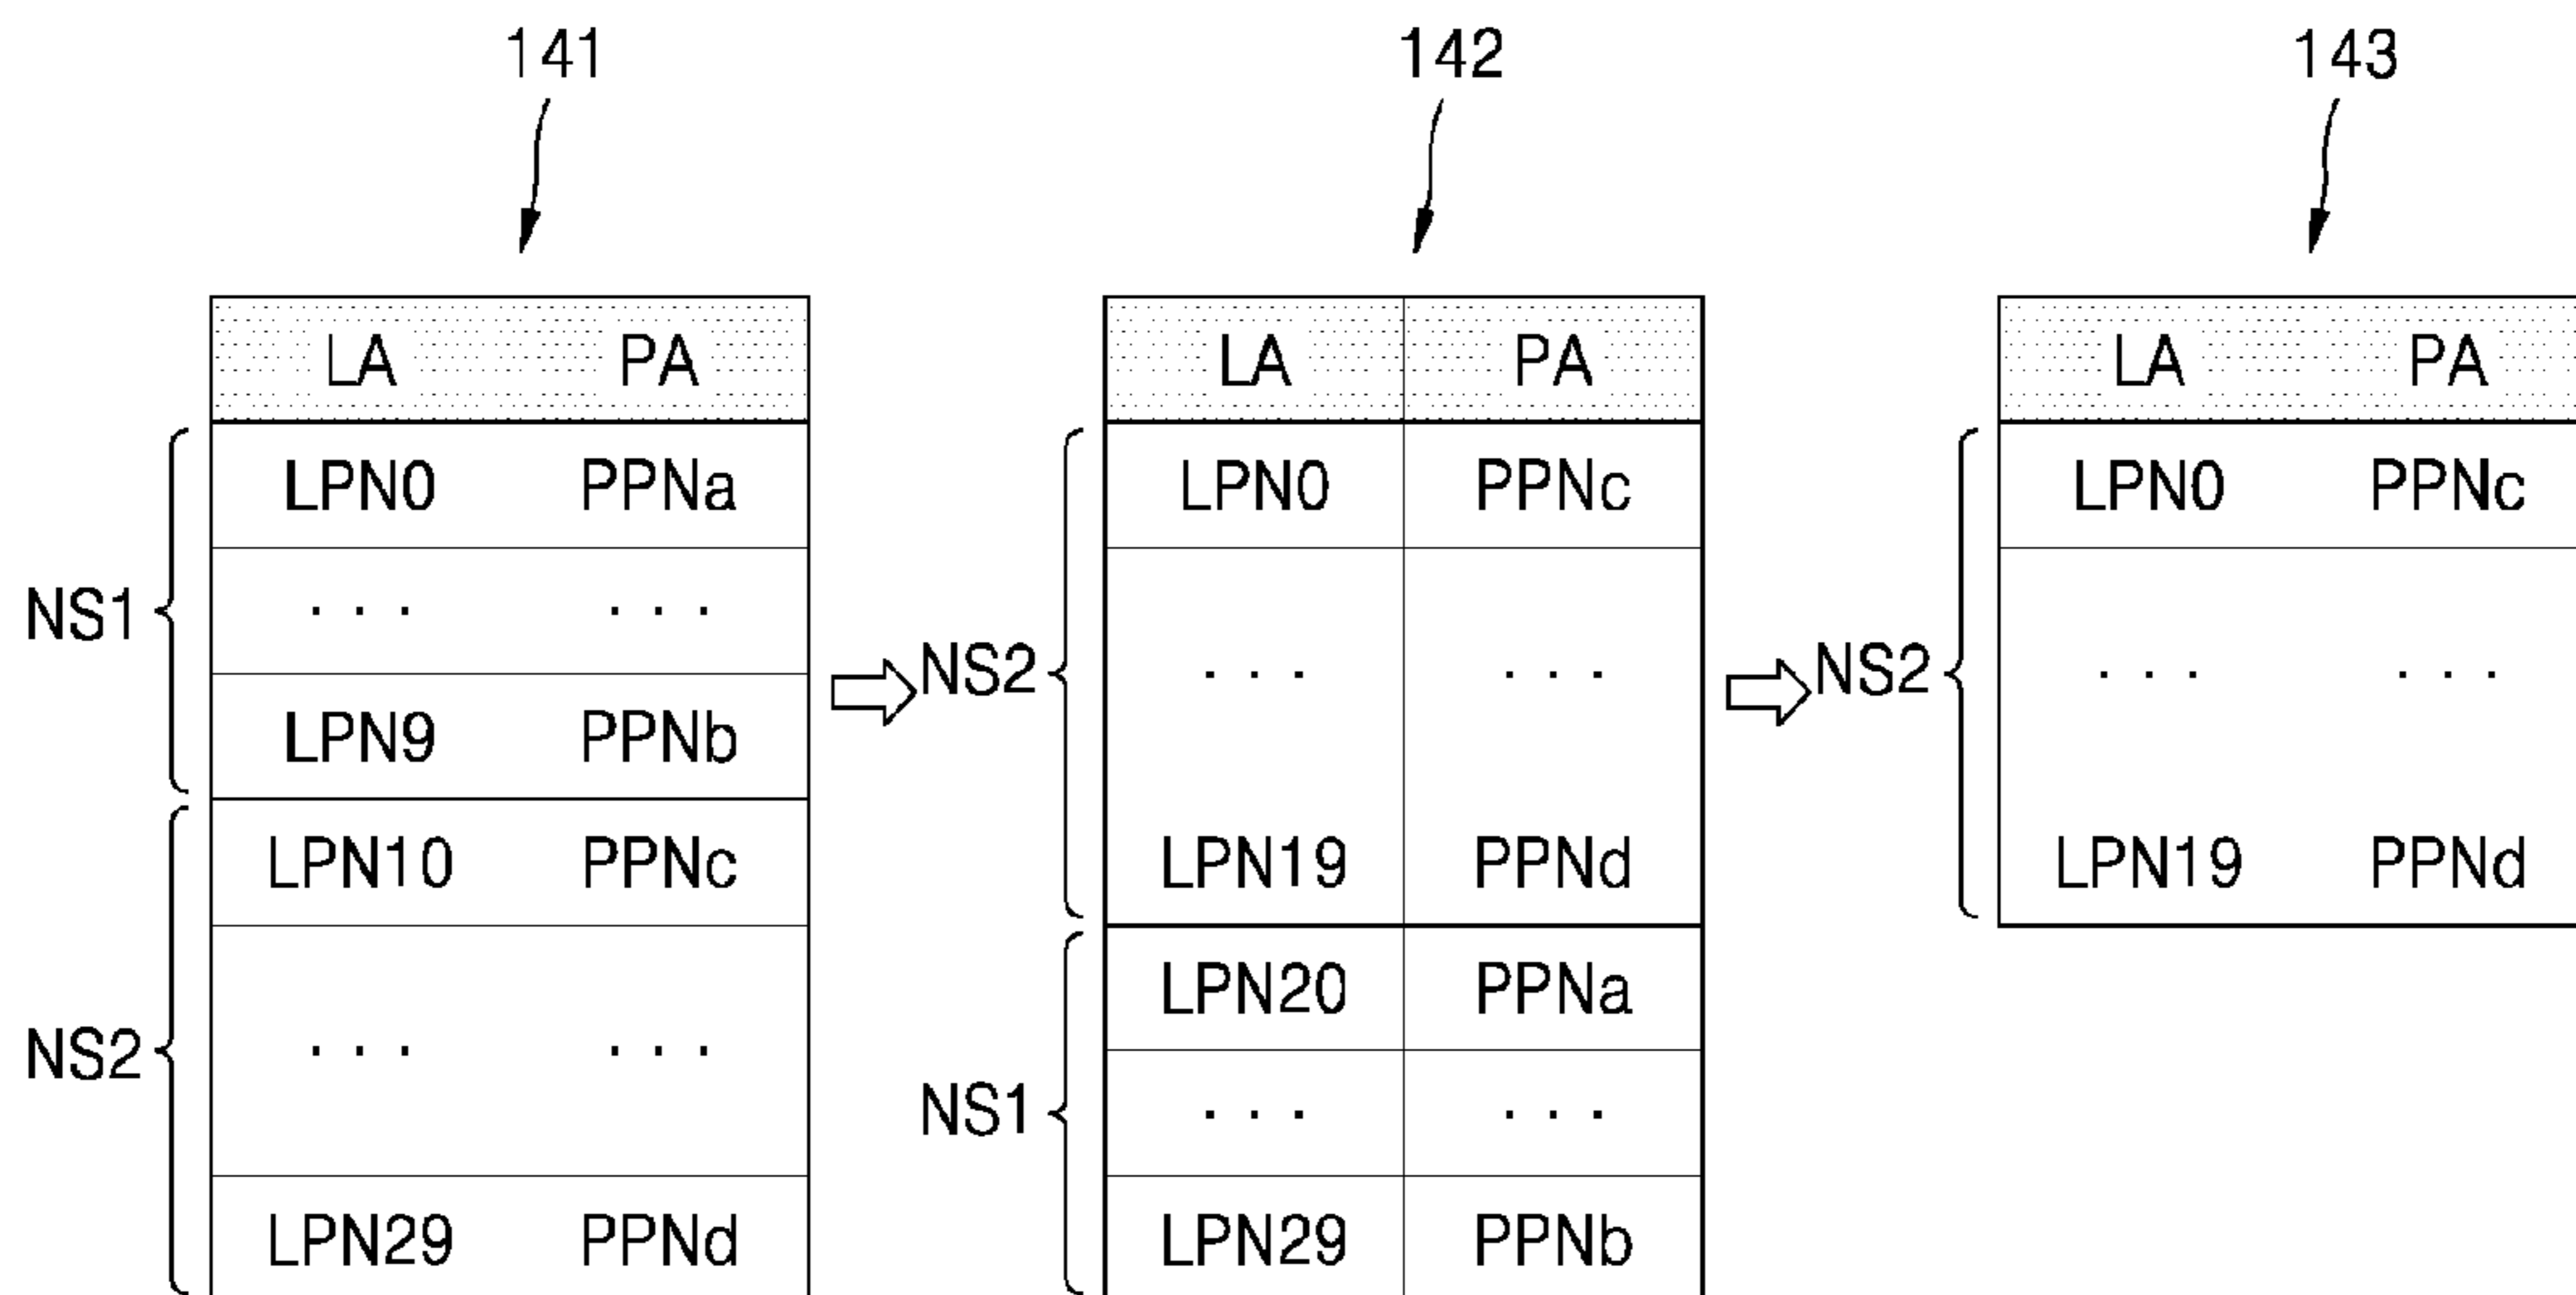 141
LA PA
NS1
LPN0 PPNa
· · · · · ·
LPN9 PPNb
NS2
LPN10 PPNc
· · · · · ·
LPN29 PPNd
142
LA PA
NS2
LPN0 PPNc
· · · · · ·
LPN19 PPNd
NS1
LPN20 PPNa
· · · · · ·
LPN29 PPNb
143
LA PA
NS2
LPN0 PPNc
· · · · · ·
LPN19 PPNd